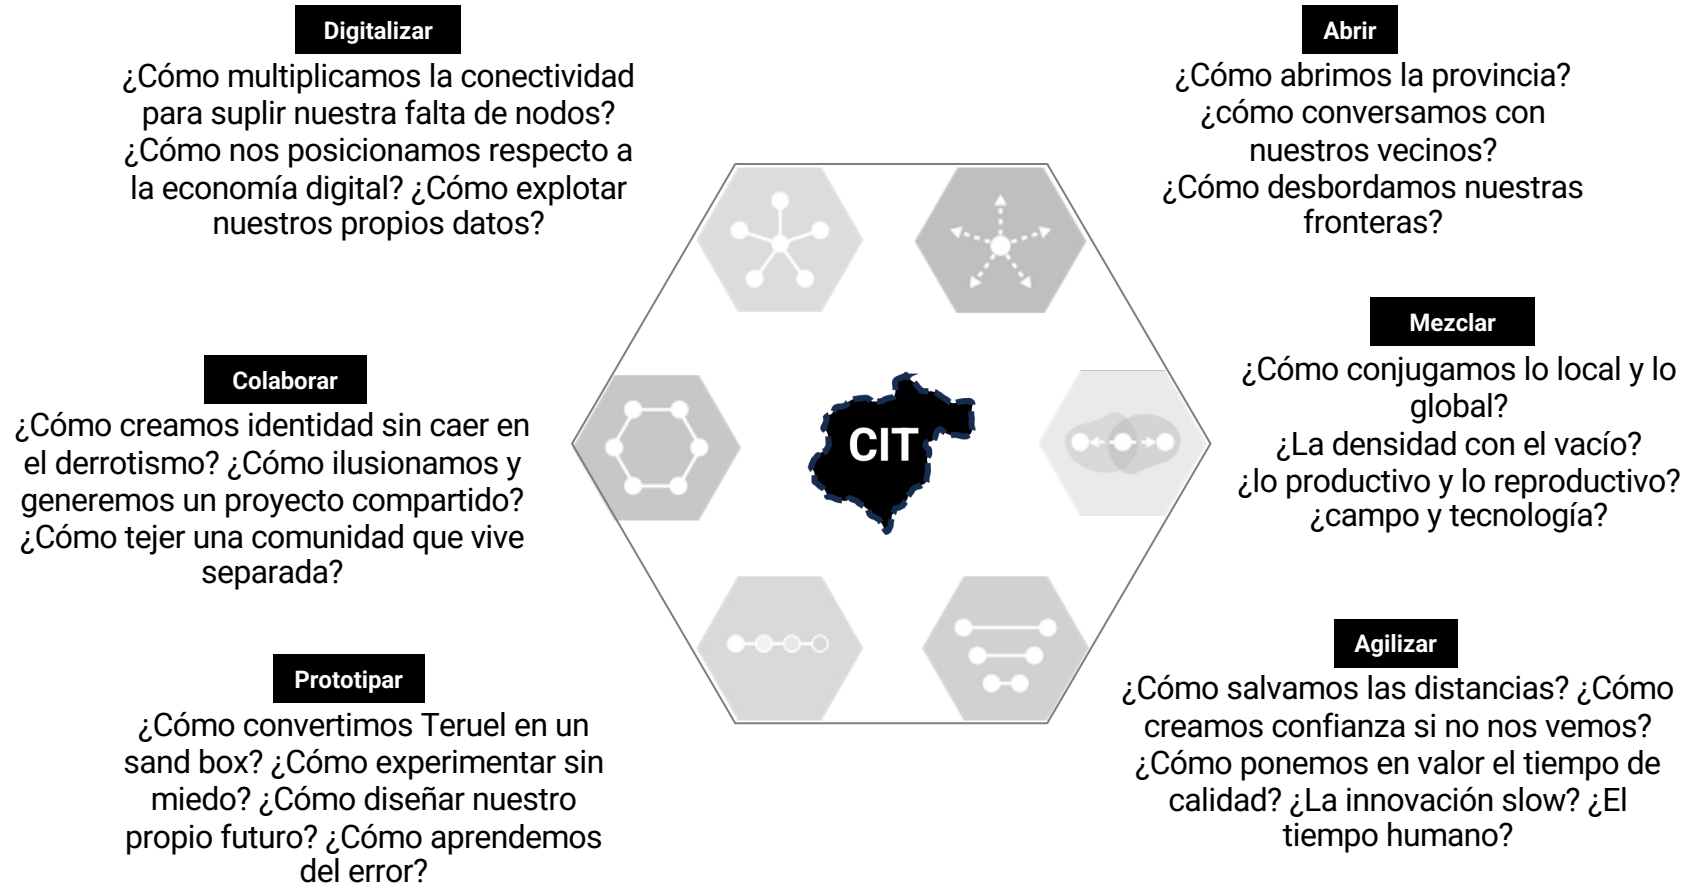 Digitalizar
¿Cómo multiplicamos la conectividad
para suplir nuestra falta de nodos?
¿Cómo nos posicionamos respecto a
la economía digital? ¿Cómo explotar
nuestros propios datos?
Abrir
¿Cómo abrimos la provincia?
¿cómo conversamos con
nuestros vecinos?
¿Cómo desbordamos nuestras
fronteras?
Colaborar
¿Cómo creamos identidad sin caer en
el derrotismo? ¿Cómo ilusionamos y
generemos un proyecto compartido?
¿Cómo tejer una comunidad que vive
separada?
CIT
Mezclar
¿Cómo conjugamos lo local y lo
global?
¿La densidad con el vacío?
¿lo productivo y lo reproductivo?
¿campo y tecnología?
Prototipar
¿Cómo convertimos Teruel en un
sand box? ¿Cómo experimentar sin
miedo? ¿Cómo diseñar nuestro
propio futuro? ¿Cómo aprendemos
del error?
Agilizar
¿Cómo salvamos las distancias? ¿Cómo
creamos confianza si no nos vemos?
¿Cómo ponemos en valor el tiempo de
calidad? ¿La innovación slow? ¿El
tiempo humano?